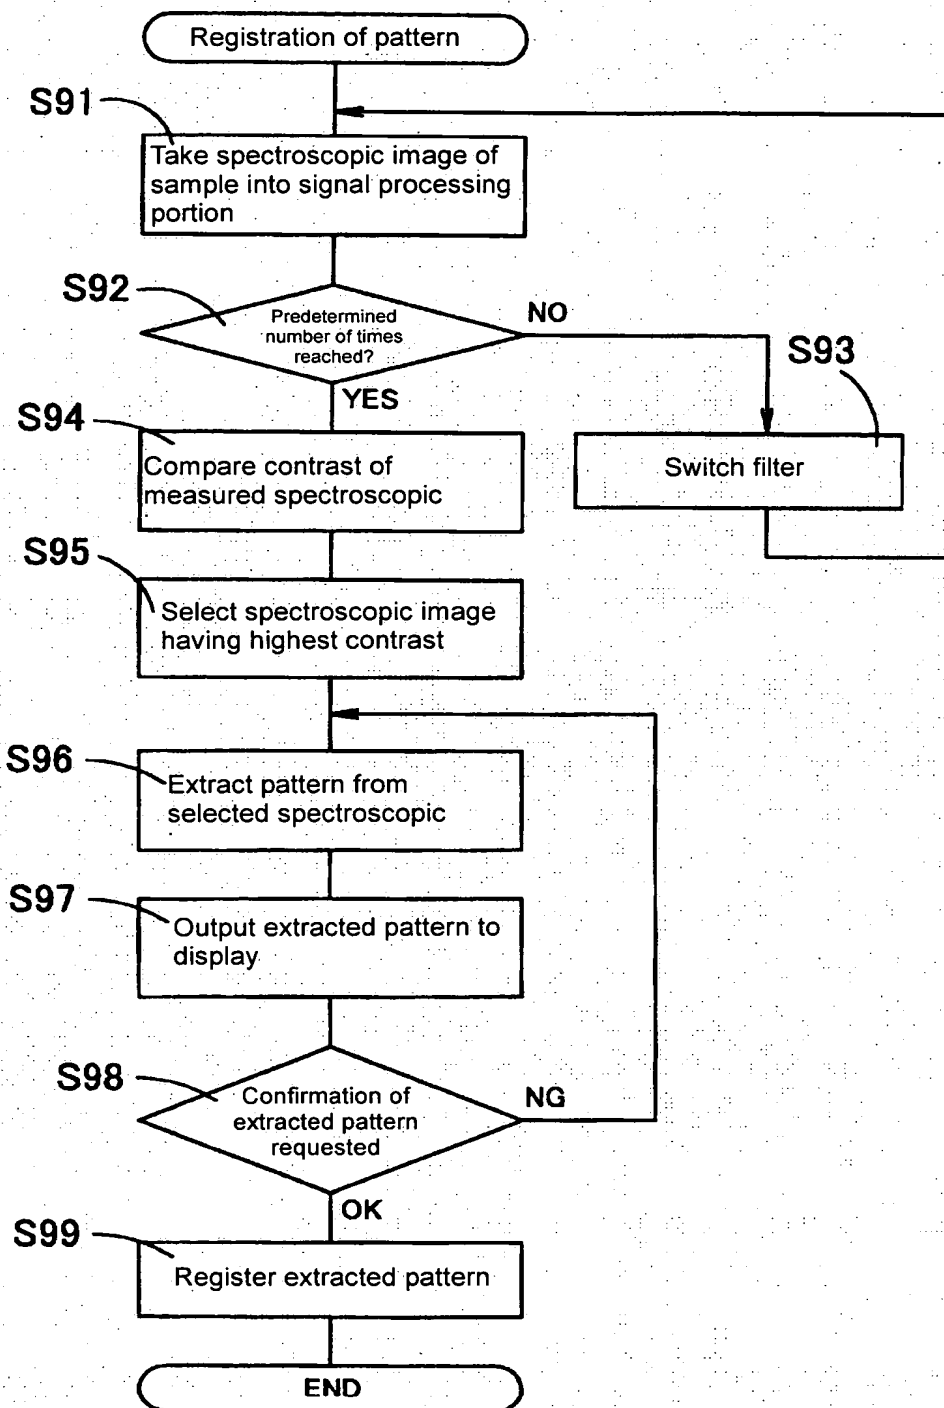 Registration of pattern
S91
Take spectroscopic image of
sample into signal processing
portion
S92
Predetermined
number of times
reached?
NO
S93
Switch filter
YES
S94
Compare contrast of
measured spectroscopic
S95
Select spectroscopic image
having highest contrast
S96
Extract pattern from
selected spectroscopic
S97
Output extracted pattern to
display
S98
Confirmation of
extracted pattern
requested
NG
OK
S99
Register extracted pattern
END